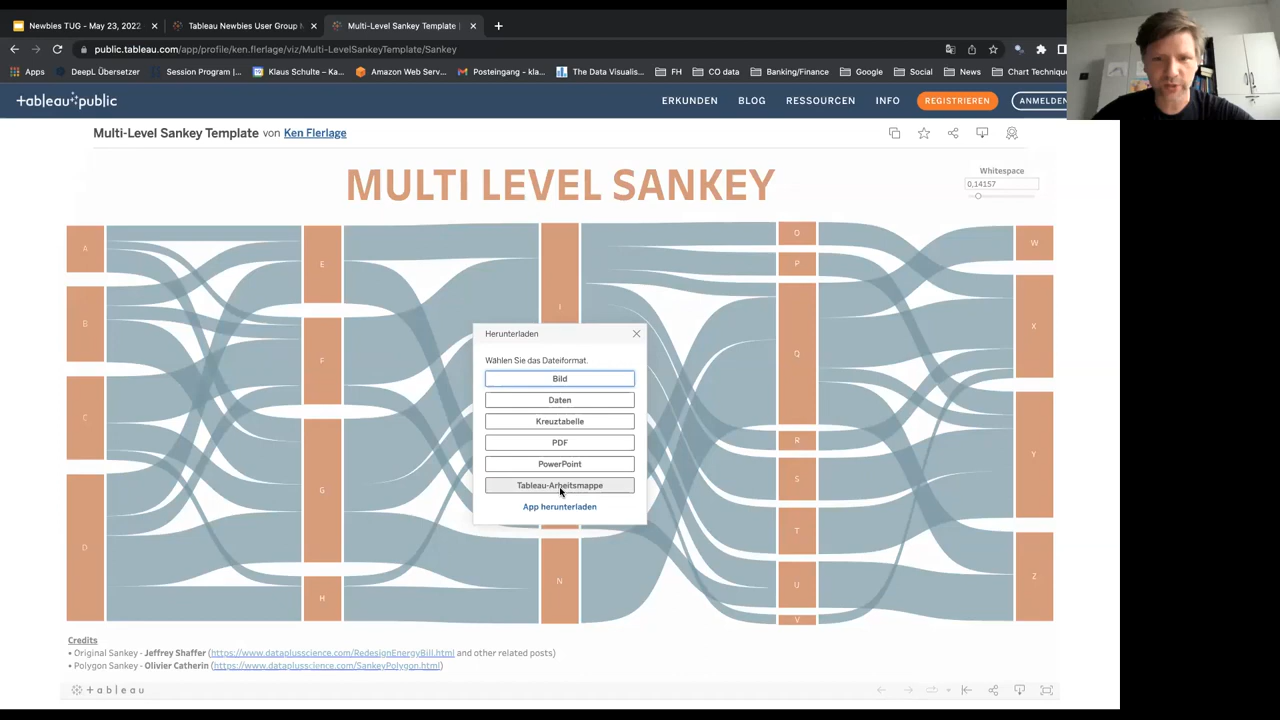 Newbies TUG - May 23, 2022
Tableau Newbies User Group M
Multi-Level Sankey Template |
public.tableau.com/app/profile/ken.flerlage/viz/Multi-LevelSankeyTemplate/Sankey
Apps
DeepL Übersetzer
Session Program |...
Klaus Schulte – Ka...
Amazon Web Serv...
Posteingang - kla...
The Data Visualis...
FH
CO data
Banking/Finance
Google
Social
News
Chart Technique
+ableau+public
ERKUNDEN
BLOG
RESSOURCEN
INFO
REGISTRIEREN
ANMELDEN
Multi-Level Sankey Template von Ken Flerlage
MULTI LEVEL SANKEY
Whitespace
0,14157
A
B
C
D
E
F
G
H
I
N
O
P
Q
R
S
T
U
V
W
X
Y
Z
Herunterladen
Wählen Sie das Dateiformat.
Bild
Daten
Kreuztabelle
PDF
PowerPoint
Tableau-Arbeitsmappe
App herunterladen
Credits
• Original Sankey - Jeffrey Shaffer (https://www.dataplusscience.com/RedesignEnergyBill.html and other related posts)
• Polygon Sankey - Olivier Catherin (https://www.dataplusscience.com/SankeyPolygon.html)
+ableau